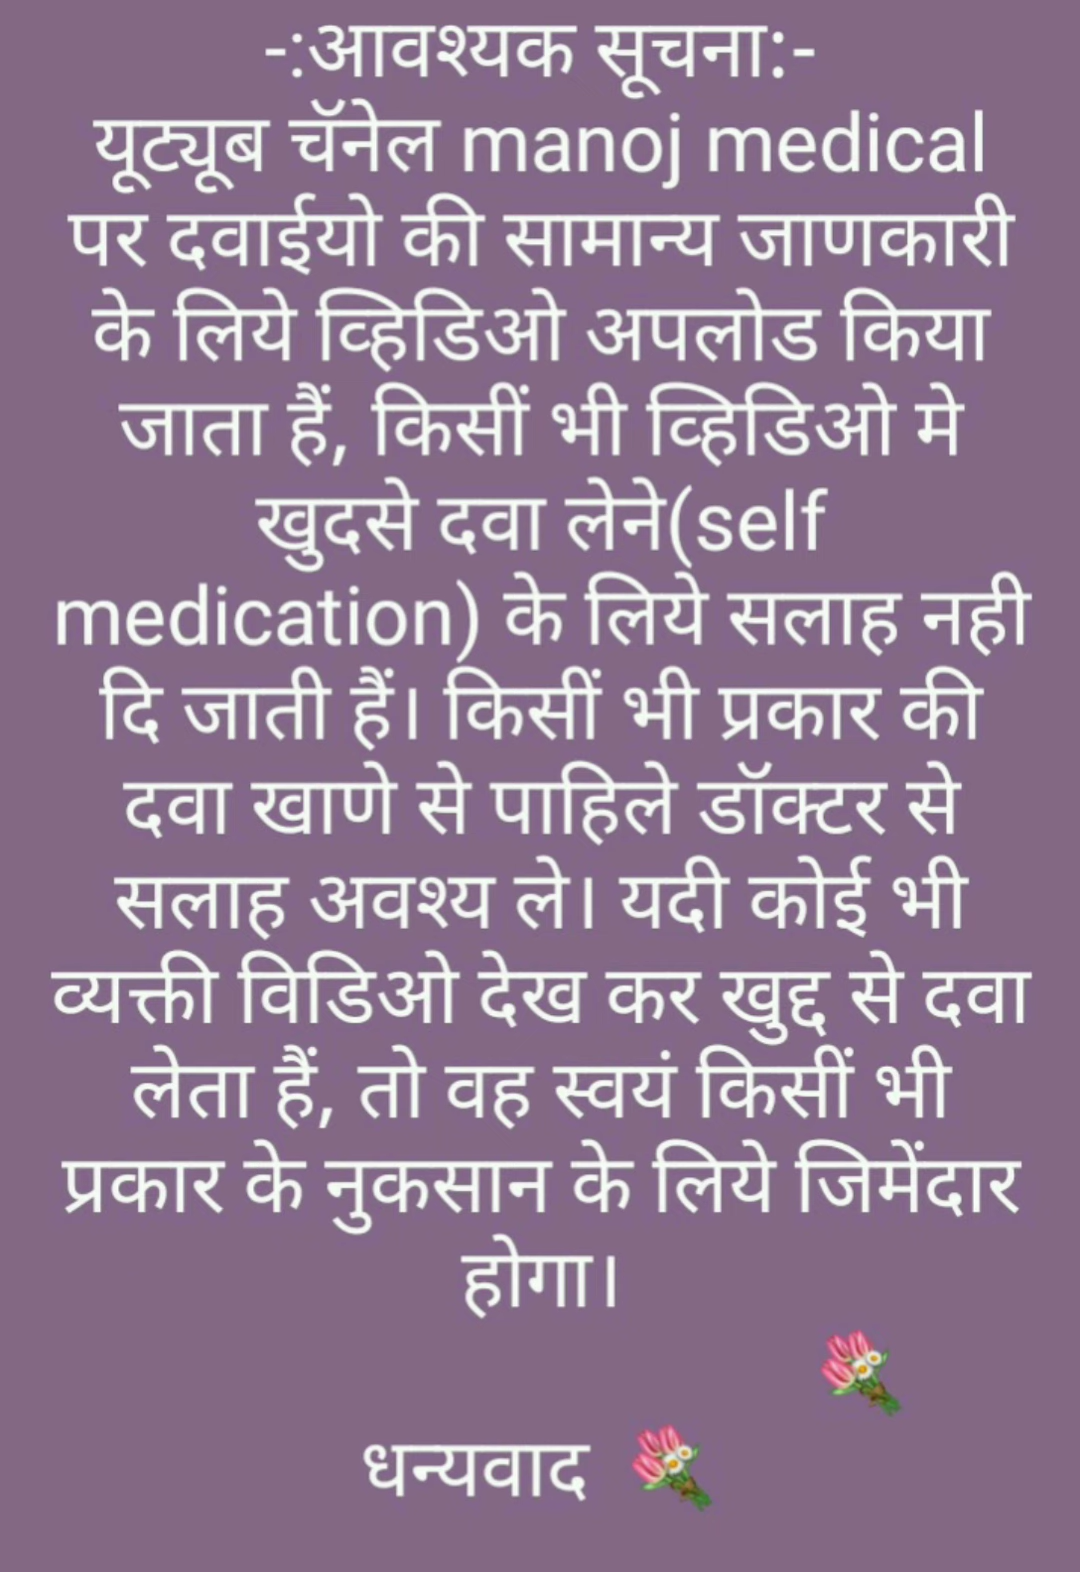 -:आवश्यक सूचना:-
यूट्यूब चॅनेल manoj medical
पर दवाईयो की सामान्य जाणकारी
के लिये व्हिडिओ अपलोड किया
जाता हैं, किसीं भी व्हिडिओ मे
खुदसे दवा लेने(self
medication) के लिये सलाह नही
दि जाती हैं। किसीं भी प्रकार की
दवा खाणे से पाहिले डॉक्टर से
सलाह अवश्य ले। यदी कोई भी
व्यक्ती विडिओ देख कर खुद्द से दवा
लेता हैं, तो वह स्वयं किसीं भी
प्रकार के नुकसान के लिये जिमेंदार
होगा।
💐
धन्यवाद 💐